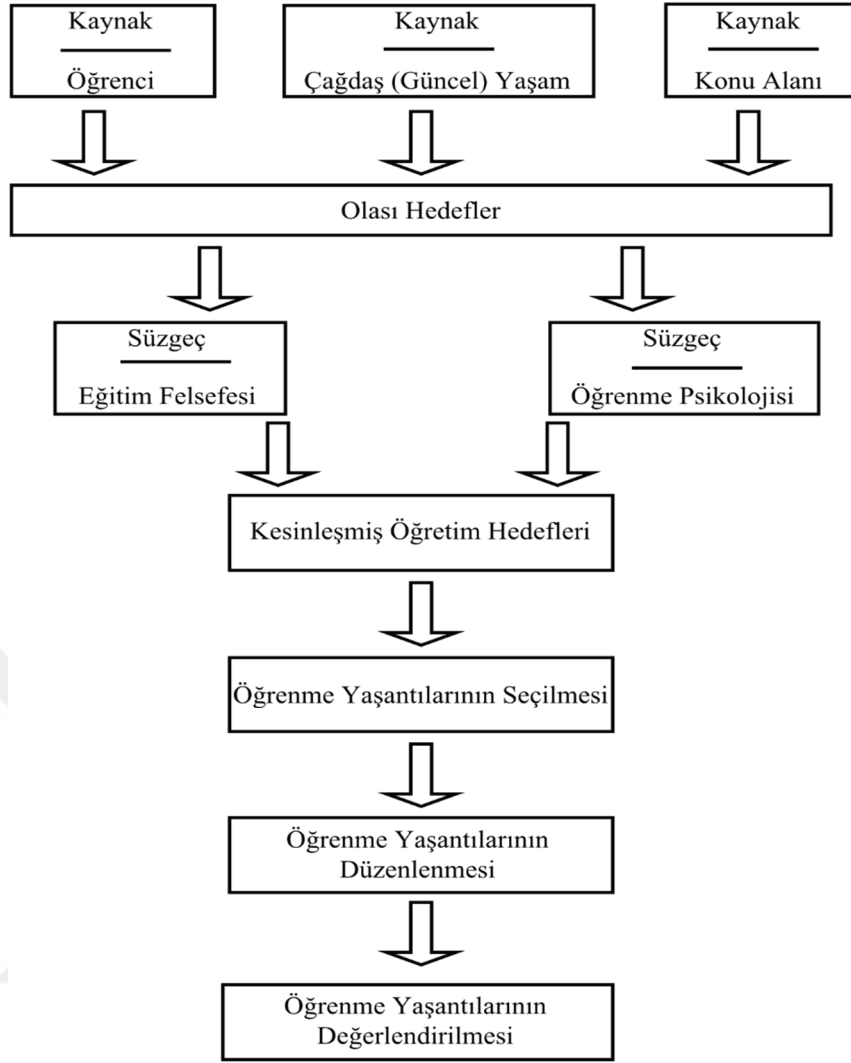 Kaynak
Öğrenci
Kaynak
Çağdaş (Güncel) Yaşam
Kaynak
Konu Alanı
Olası Hedefler
Süzgeç
Eğitim Felsefesi
Süzgeç
Öğrenme Psikolojisi
Kesinleşmiş Öğretim Hedefleri
Öğrenme Yaşantılarının Seçilmesi
Öğrenme Yaşantılarının
Düzenlenmesi
Öğrenme Yaşantılarının
Değerlendirilmesi